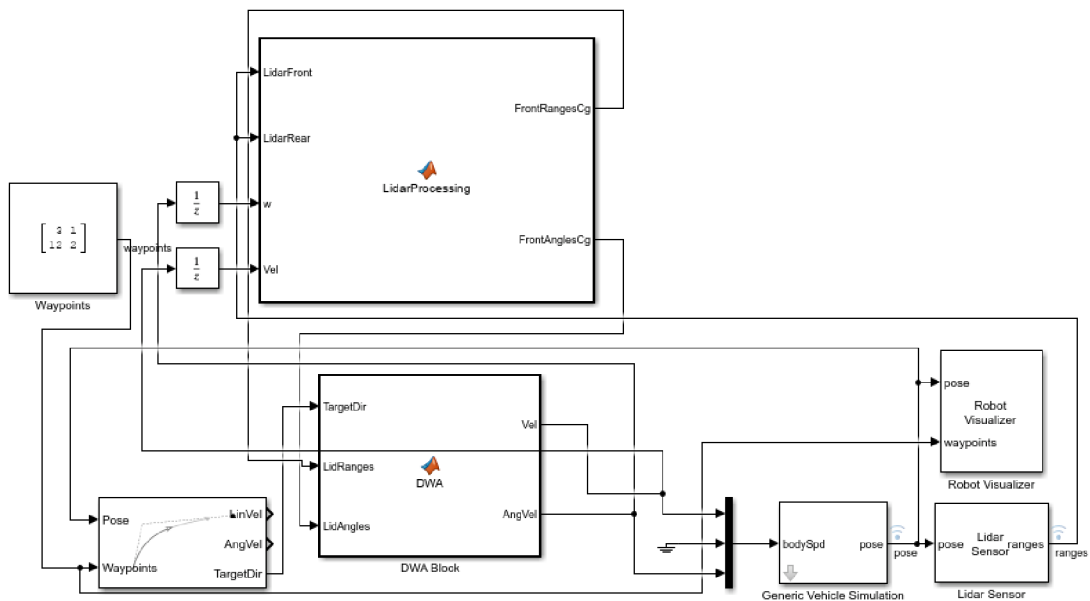 LidarFront
FrontRangesCg
LidarRear
LidarProcessing
1
z
w
[ 3 1
12 2 ]
waypoints
Waypoints
FrontAnglesCg
1
z
Vel
TargetDir
Vel
LidRanges
DWA
AngVel
LidAngles
DWA Block
pose
Robot
Visualizer
waypoints
Robot Visualizer
Pose
LinVel
AngVel
Waypoints
TargetDir
bodySpd
pose
pose
Generic Vehicle Simulation
pose
Lidar
Sensor
ranges
ranges
Lidar Sensor